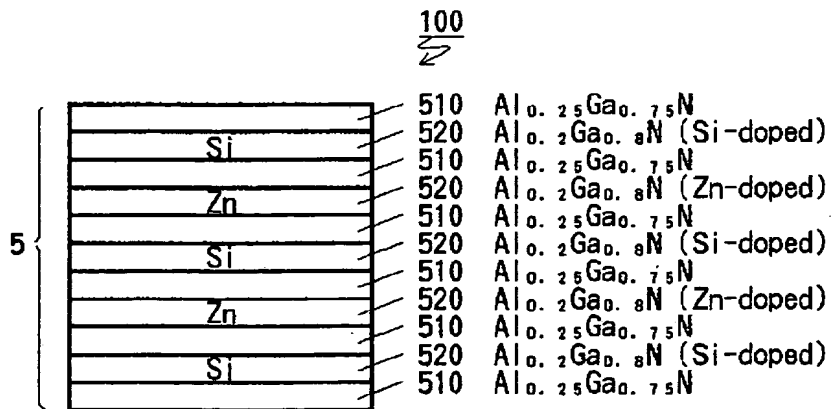 100
510 Al0.25Ga0.75N
Si 520 Al0.2Ga0.8N (Si-doped)
510 Al0.25Ga0.75N
Zn 520 Al0.2Ga0.8N (Zn-doped)
510 Al0.25Ga0.75N
5 Si 520 Al0.2Ga0.8N (Si-doped)
510 Al0.25Ga0.75N
Zn 520 Al0.2Ga0.8N (Zn-doped)
510 Al0.25Ga0.75N
Si 520 Al0.2Ga0.8N (Si-doped)
510 Al0.25Ga0.75N